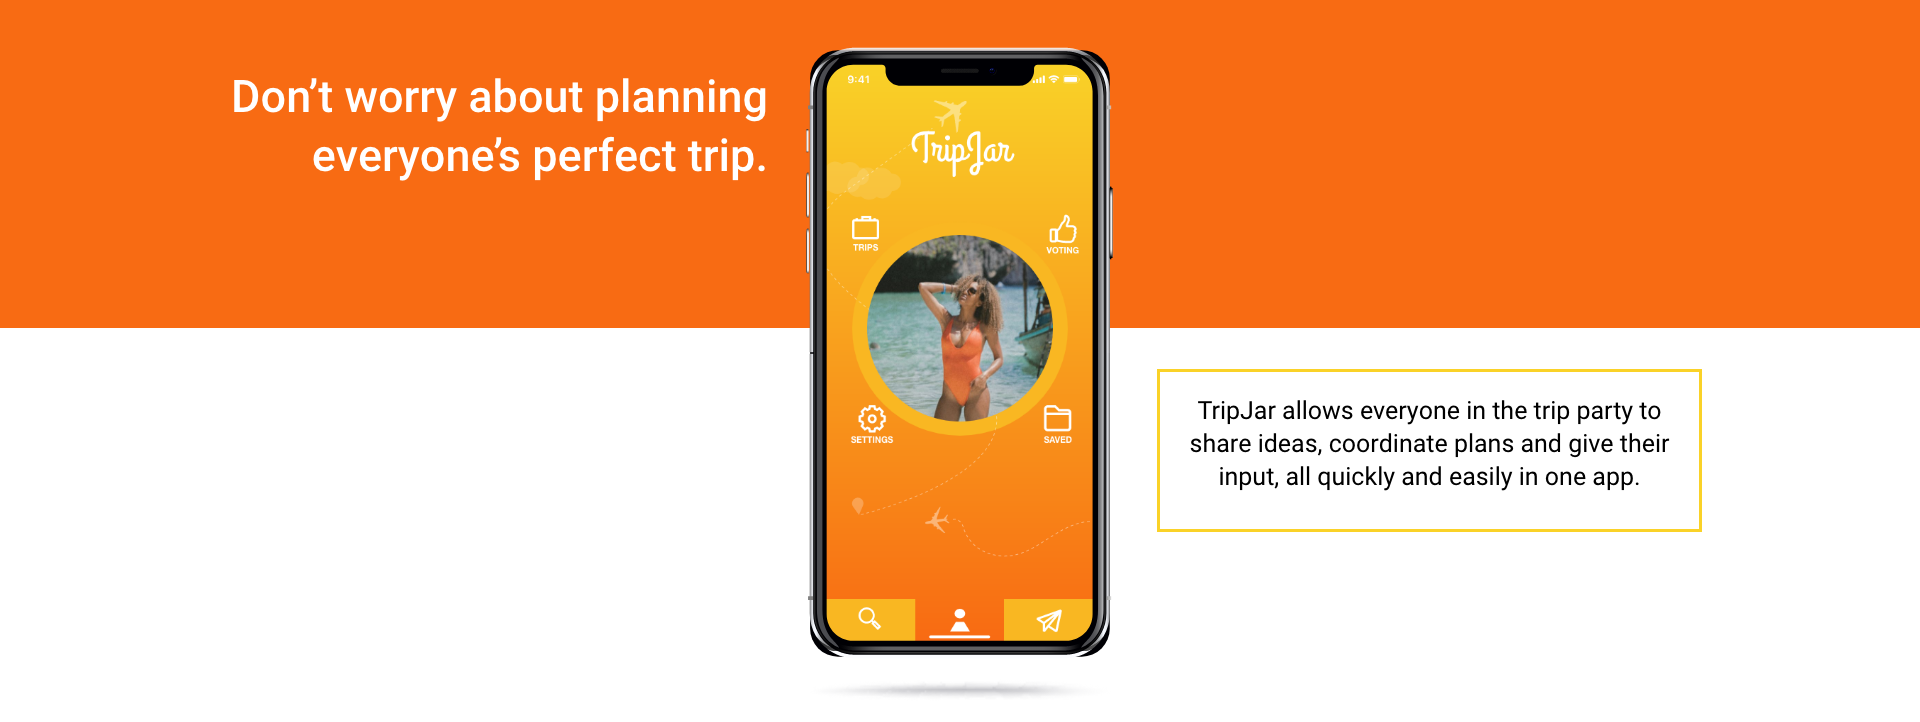 Don’t worry about planning
everyone’s perfect trip.
9:41
TripJar
TRIPS
VOTING
SETTINGS
SAVED
TripJar allows everyone in the trip party to
share ideas, coordinate plans and give their
input, all quickly and easily in one app.